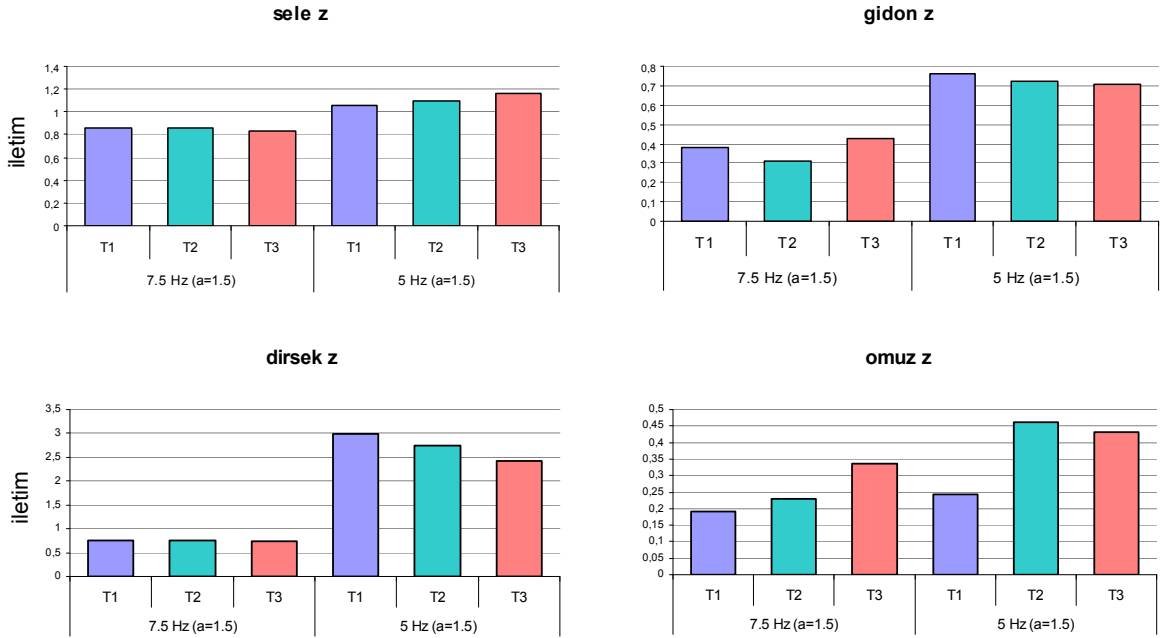 sele z
iletim
1,4
1,2
1
0,8
0,6
0,4
0,2
0
T1 T2 T3 T1 T2 T3
7.5 Hz (a=1.5) 5 Hz (a=1.5)
gidon z
0,8
0,7
0,6
0,5
0,4
0,3
0,2
0,1
0
T1 T2 T3 T1 T2 T3
7.5 Hz (a=1.5) 5 Hz (a=1.5)
dirsek z
iletim
3,5
3
2,5
2
1,5
1
0,5
0
T1 T2 T3 T1 T2 T3
7.5 Hz (a=1.5) 5 Hz (a=1.5)
omuz z
0,5
0,45
0,4
0,35
0,3
0,25
0,2
0,15
0,1
0,05
0
T1 T2 T3 T1 T2 T3
7.5 Hz (a=1.5) 5 Hz (a=1.5)